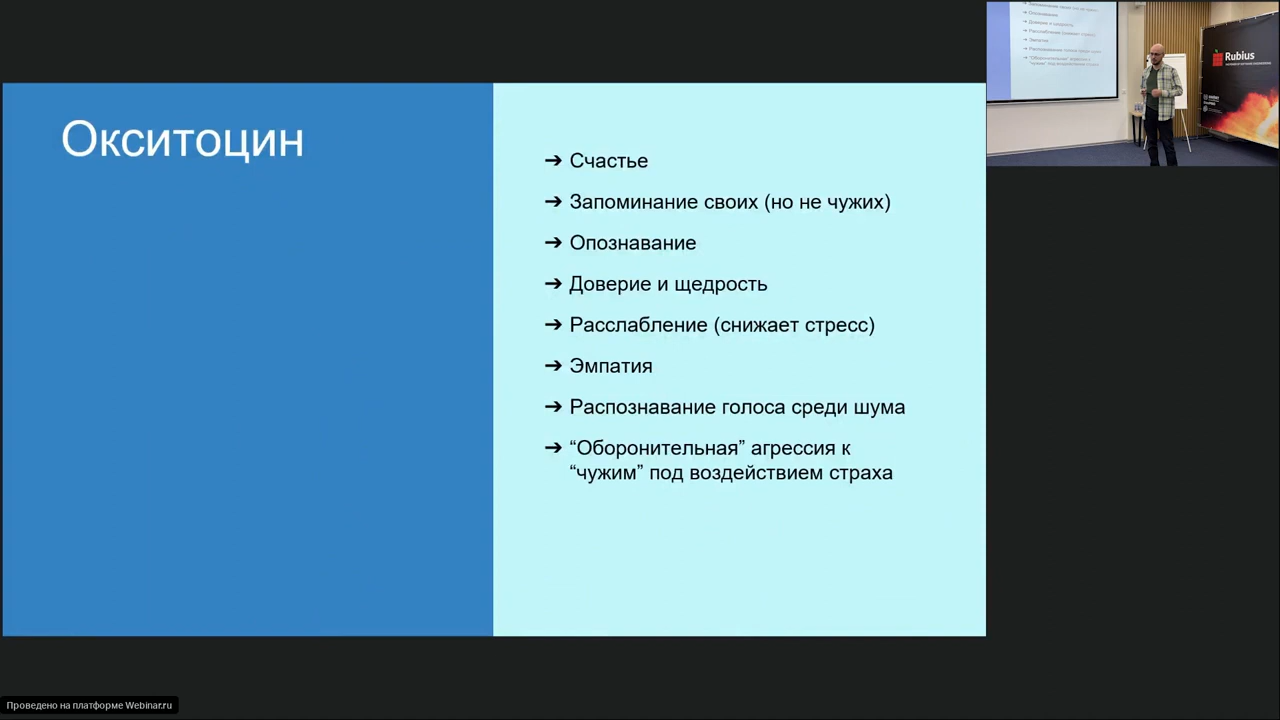 Окситоцин
➔ Счастье
➔ Запоминание своих (но не чужих)
➔ Опознавание
➔ Доверие и щедрость
➔ Расслабление (снижает стресс)
➔ Эмпатия
➔ Распознавание голоса среди шума
➔ “Оборонительная” агрессия к
“чужим” под воздействием страха
Rubius
Проведено на платформе Webinar.ru